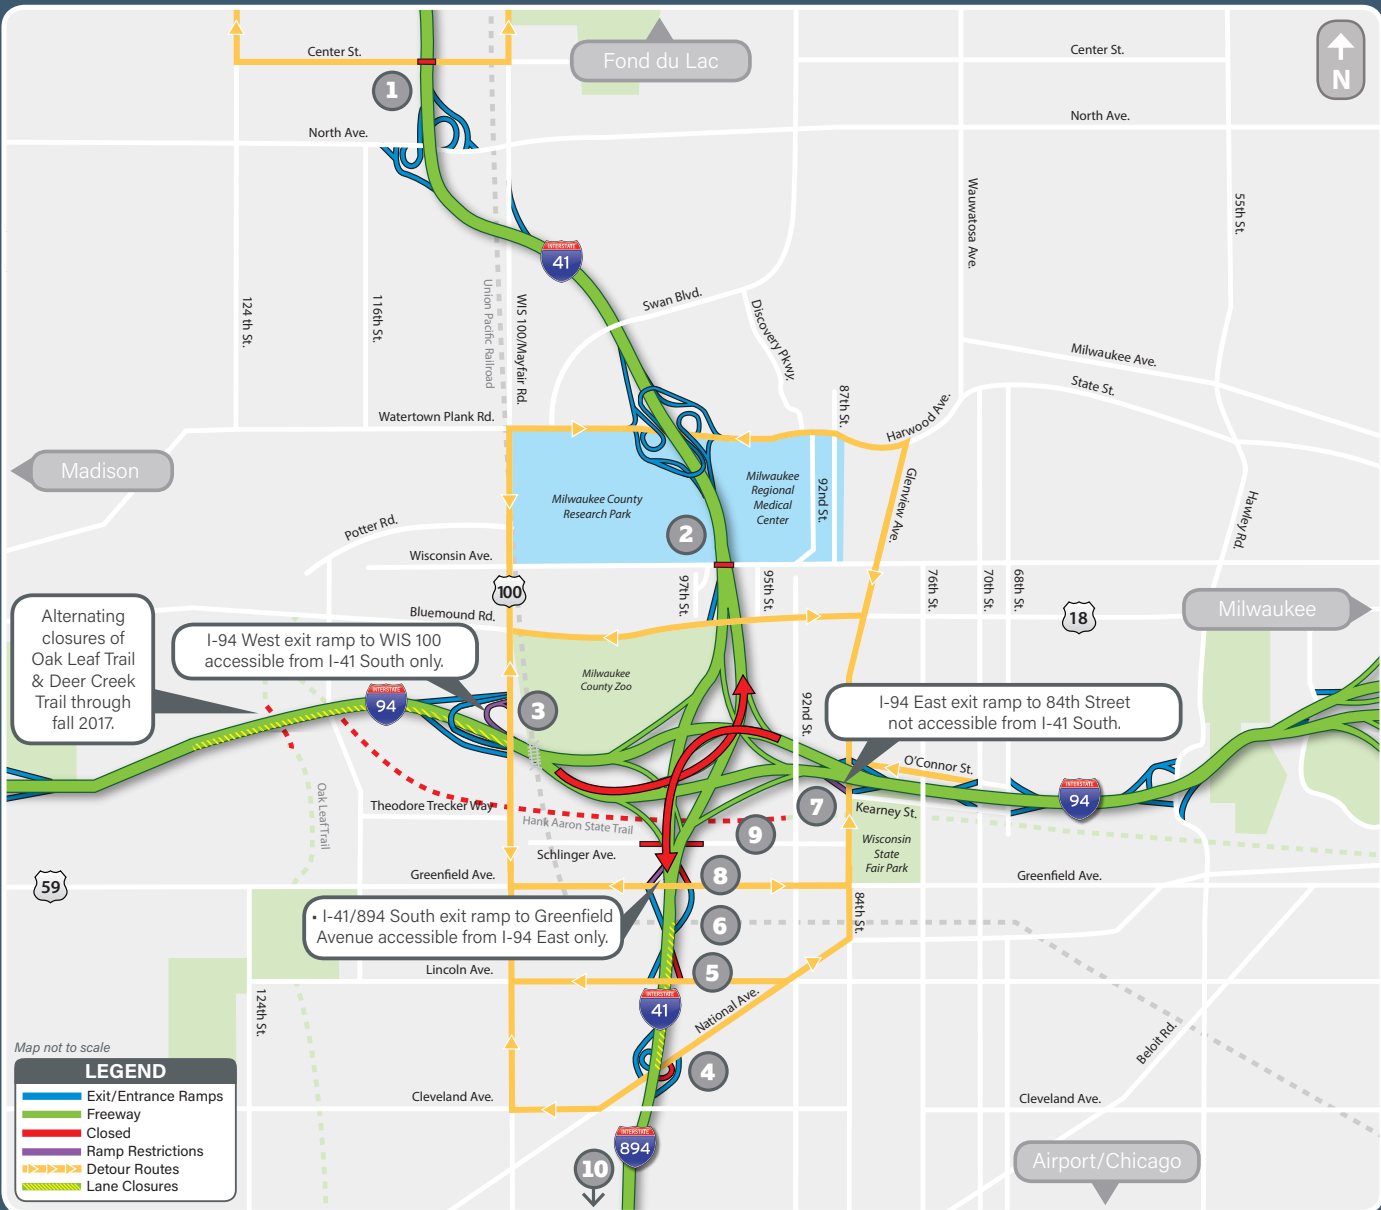 Center St.
Fond du Lac
Center St.
N
1
North Ave.
North Ave.
Wauwatosa Ave.
55th St.
INTERSTATE
41
124 th St.
116th St.
Union Pacific Railroad
WIS 100/Mayfair Rd.
Swan Blvd.
Discovery Pkwy.
Milwaukee Ave.
State St.
87th St.
Harwood Ave.
Watertown Plank Rd.
Madison
Milwaukee County
Research Park
Milwaukee
Regional
Medical
Center
92nd St.
Glenview Ave.
Hawley Rd.
Potter Rd.
2
Wisconsin Ave.
100
97th St.
95th St.
76th St.
70th St.
68th St.
Milwaukee
18
Bluemound Rd.
Alternating
closures of
Oak Leaf Trail
& Deer Creek
Trail through
fall 2017.
I-94 West exit ramp to WIS 100
accessible from I-41 South only.
Milwaukee
County Zoo
INTERSTATE
94
3
92nd St.
I-94 East exit ramp to 84th Street
not accessible from I-41 South.
O'Connor St.
INTERSTATE
94
Oak Leaf Trail
Theodore Trecker Way
Hank Aaron State Trail
7
Kearney St.
9
Wisconsin
State
Fair Park
Schlinger Ave.
59
Greenfield Ave.
8
Greenfield Ave.
• I-41/894 South exit ramp to Greenfield
Avenue accessible from I-94 East only.
6
84th St.
Lincoln Ave.
5
INTERSTATE
41
124th St.
National Ave.
Beloit Rd.
4
Map not to scale
LEGEND
Exit/Entrance Ramps
Freeway
Closed
Ramp Restrictions
Detour Routes
Lane Closures
Cleveland Ave.
Cleveland Ave.
INTERSTATE
894
10
Airport/Chicago